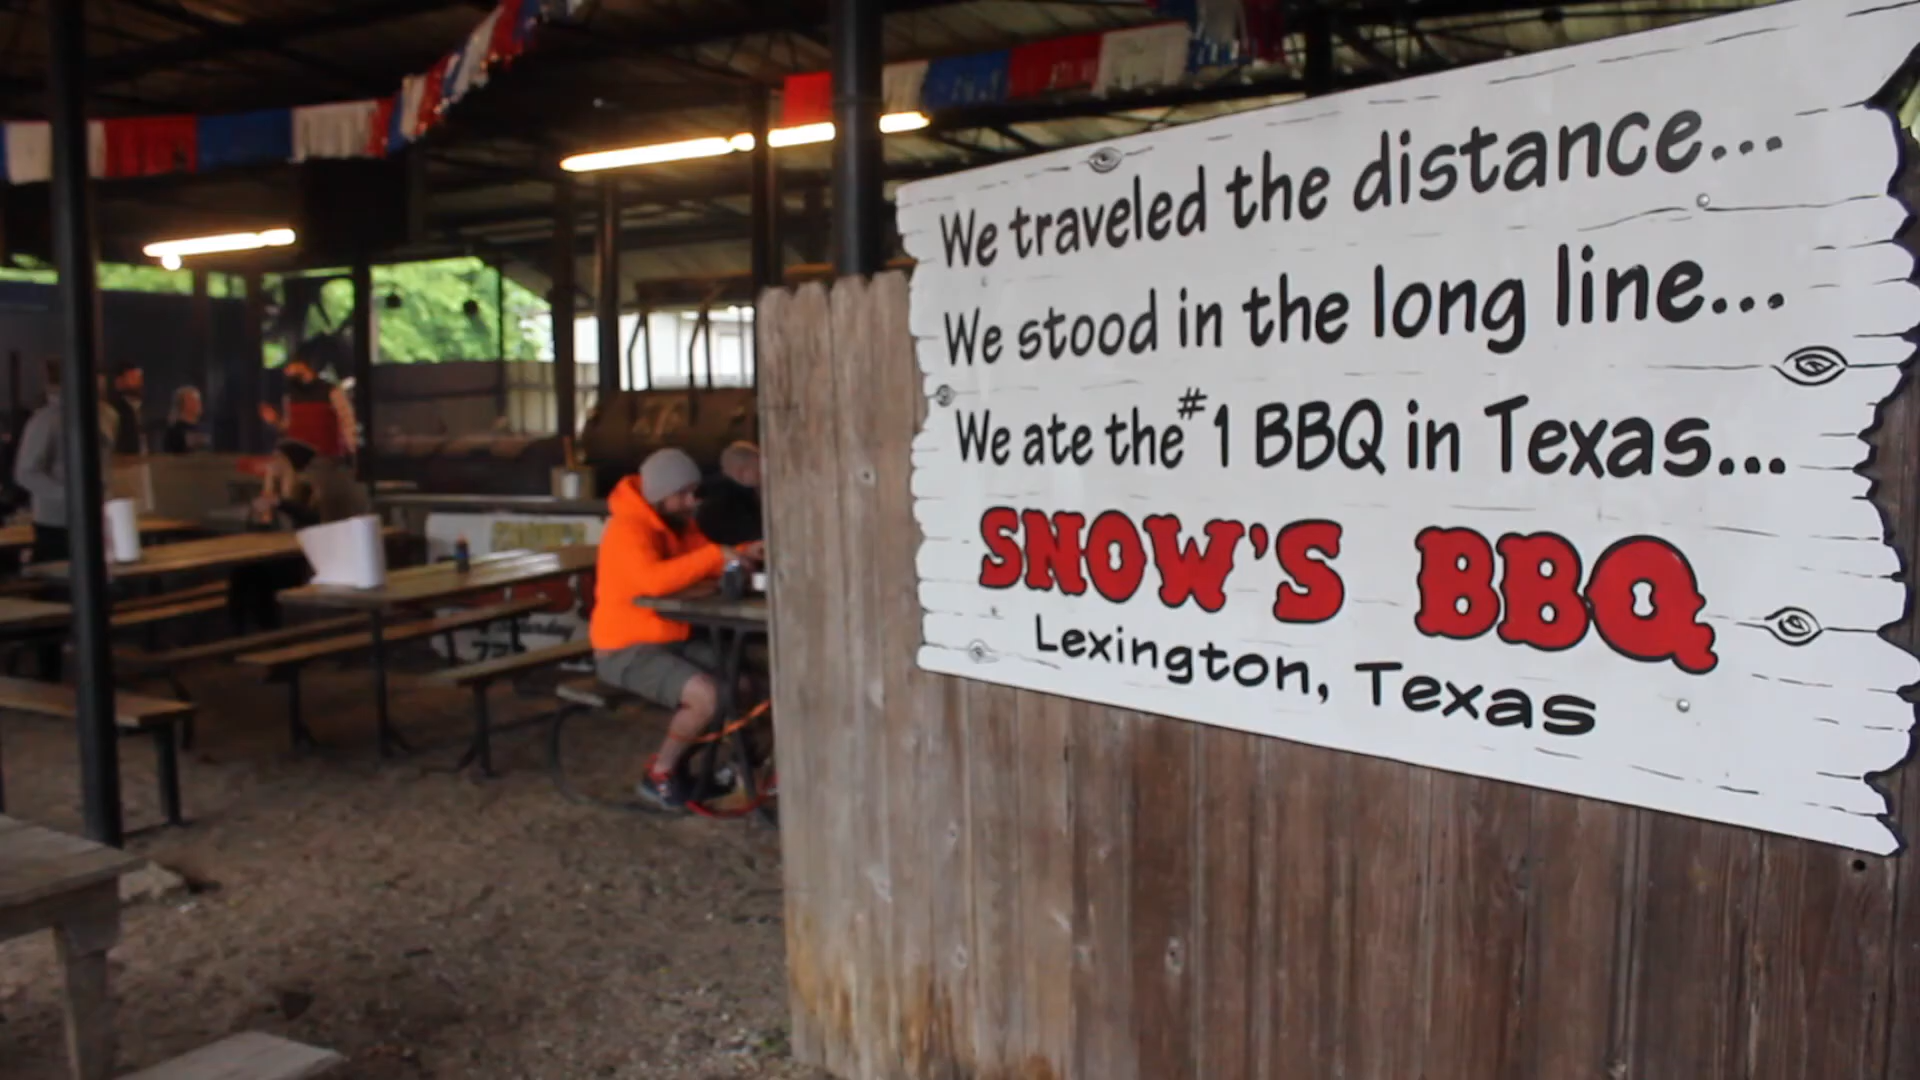 We traveled the distance...
We stood in the long line...
We ate the #1 BBQ in Texas...
SNOW'S BBQ
Lexington, Texas